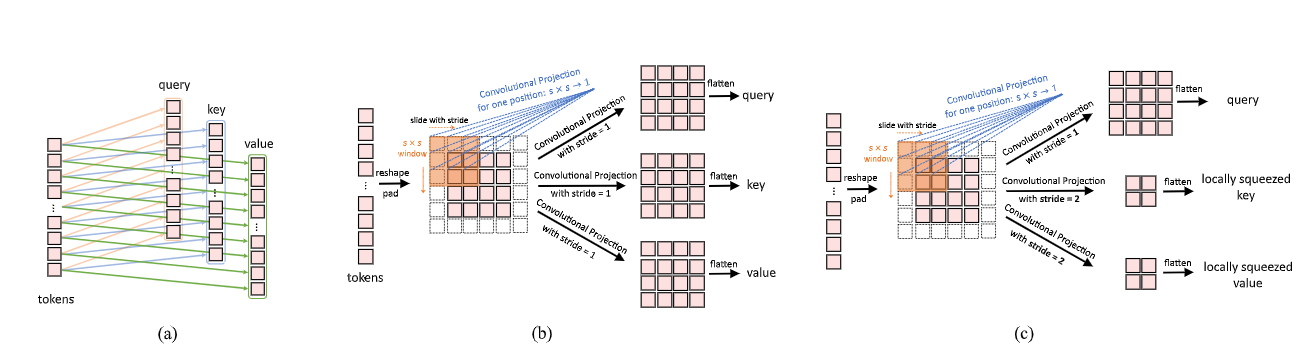 query
key
value
⋮
tokens
(a)
tokens
reshape
pad
slide with stride
s × s
window
Convolutional Projection
for one position: s × s → 1
Convolutional Projection
with stride = 1
Convolutional Projection
with stride = 1
Convolutional Projection
with stride = 1
flatten
query
flatten
key
flatten
value
(b)
reshape
pad
slide with stride
s × s
window
Convolutional Projection
for one position: s × s → 1
Convolutional Projection
with stride = 1
Convolutional Projection
with stride = 2
Convolutional Projection
with stride = 2
flatten
query
flatten
locally squeezed
key
flatten
locally squeezed
value
tokens
(c)